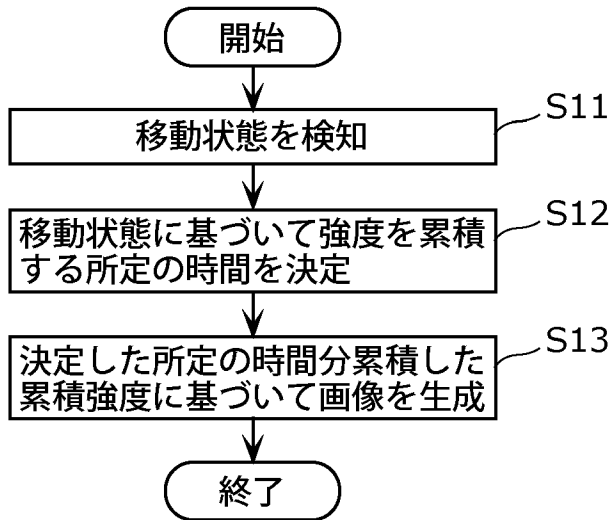 開始
移動状態を検知
S11
移動状態に基づいて強度を累積
する所定の時間を決定
S12
決定した所定の時間分累積した
累積強度に基づいて画像を生成
S13
終了